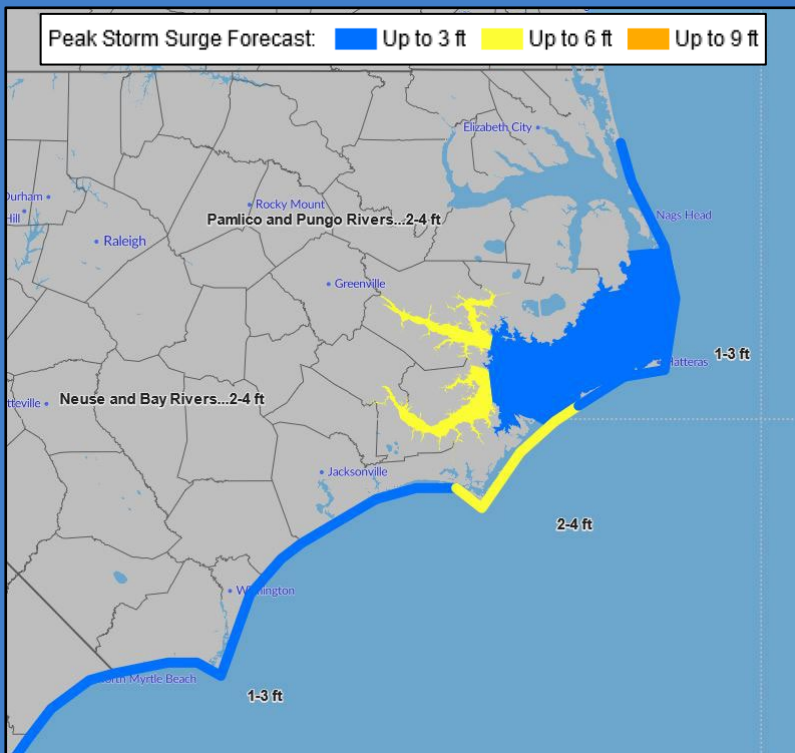 Peak Storm Surge Forecast: Up to 3 ft Up to 6 ft Up to 9 ft
Elizabeth City
Durham
Rocky Mount
Hill
Pamlico and Pungo Rivers...2-4 ft
Nags Head
Raleigh
Greenville
1-3 ft
Hatteras
Neuse and Bay Rivers...2-4 ft
etteville
Jacksonville
2-4 ft
Wilmington
North Myrtle Beach
1-3 ft